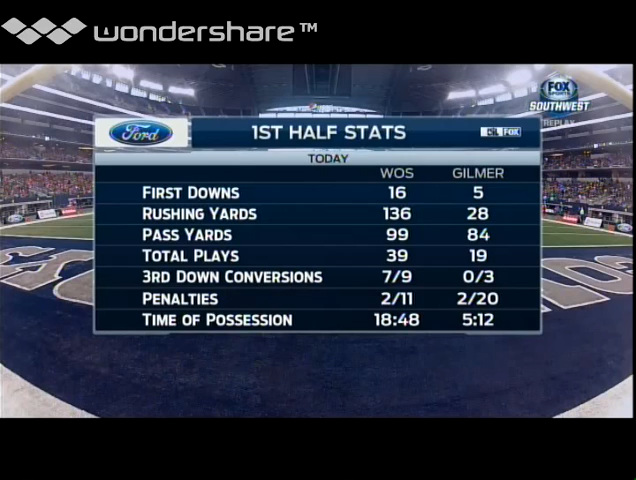 wondershare™
FOX
SPORTS
SOUTHWEST
REPLAY
Ford
1ST HALF STATS
FOX
TODAY
WOS GILMER
FIRST DOWNS 16 5
RUSHING YARDS 136 28
PASS YARDS 99 84
TOTAL PLAYS 39 19
3RD DOWN CONVERSIONS 7/9 0/3
PENALTIES 2/11 2/20
TIME OF POSSESSION 18:48 5:12